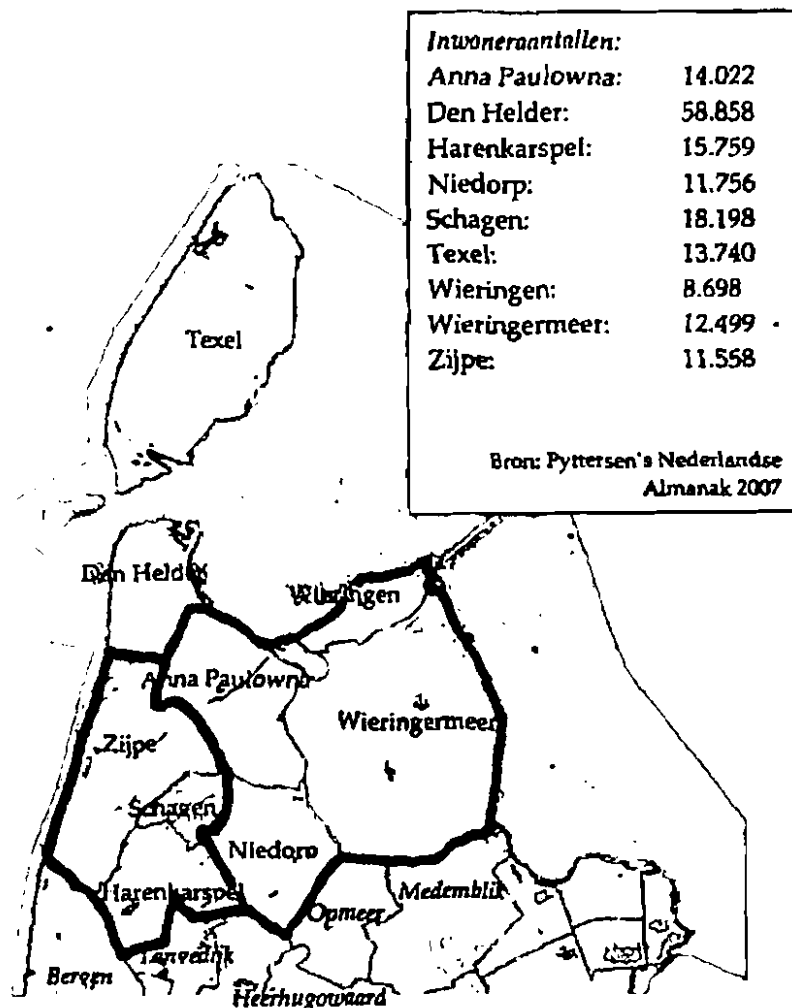 Inwoneraantallen:
Anna Paulowna: 14.022
Den Helder: 58.858
Harenkarspel: 15.759
Niedorp: 11.756
Schagen: 18.198
Texel: 13.740
Wieringen: 8.698
Wieringermeer: 12.499
Zijpe: 11.558
Bron: Pyttersen's Nederlandse
Almanak 2007
Texel
Den Helder
Wieringen
Anna Paulowna
Wieringermeer
Zijpe
Schagen
Niedorp
Harenkarspel
Medemblik
Opmeer
Langedijk
Bergen
Heerhugowaard